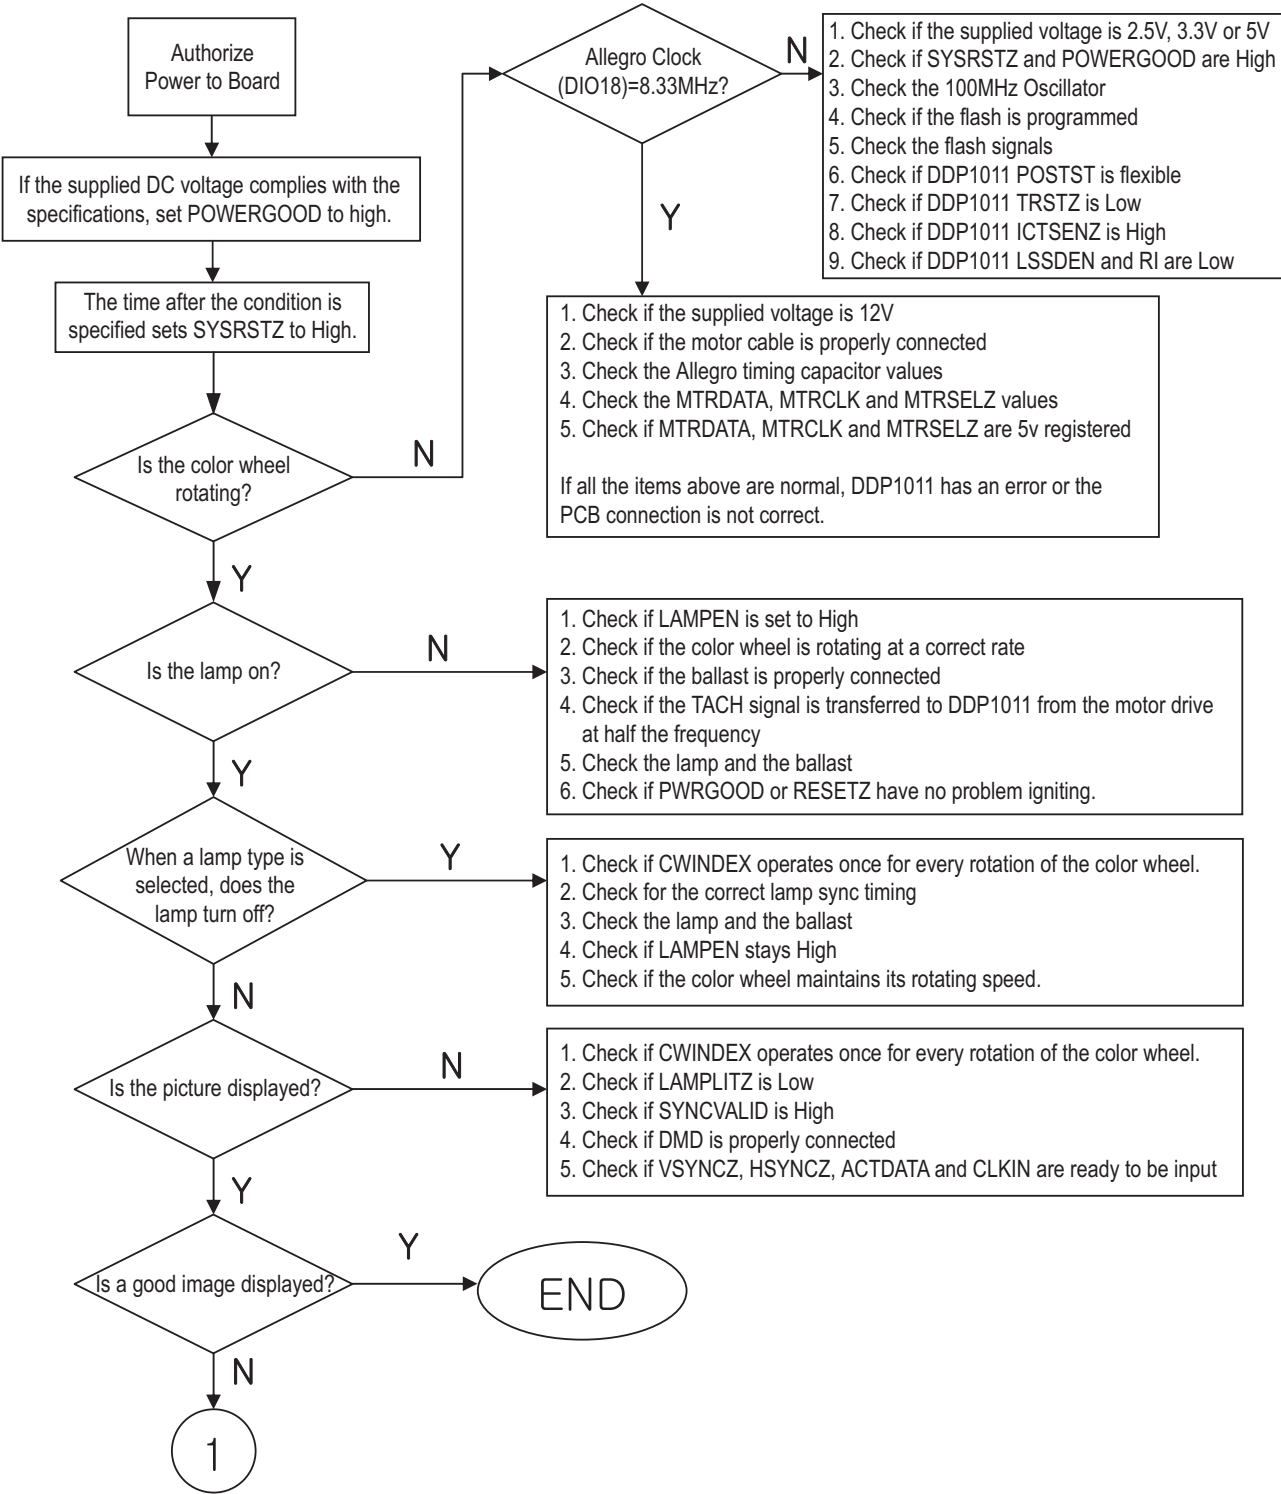 Authorize
Power to Board
If the supplied DC voltage complies with the
specifications, set POWERGOOD to high.
The time after the condition is
specified sets SYSRSTZ to High.
Is the color wheel
rotating?
N
Allegro Clock
(DIO18)=8.33MHz?
N
1. Check if the supplied voltage is 2.5V, 3.3V or 5V
2. Check if SYSRSTZ and POWERGOOD are High
3. Check the 100MHz Oscillator
4. Check if the flash is programmed
5. Check the flash signals
6. Check if DDP1011 POSTST is flexible
7. Check if DDP1011 TRSTZ is Low
8. Check if DDP1011 ICTSENZ is High
9. Check if DDP1011 LSSDEN and RI are Low
Y
1. Check if the supplied voltage is 12V
2. Check if the motor cable is properly connected
3. Check the Allegro timing capacitor values
4. Check the MTRDATA, MTRCLK and MTRSELZ values
5. Check if MTRDATA, MTRCLK and MTRSELZ are 5v registered
If all the items above are normal, DDP1011 has an error or the
PCB connection is not correct.
Y
Is the lamp on?
N
1. Check if LAMPEN is set to High
2. Check if the color wheel is rotating at a correct rate
3. Check if the ballast is properly connected
4. Check if the TACH signal is transferred to DDP1011 from the motor drive
at half the frequency
5. Check the lamp and the ballast
6. Check if PWRGOOD or RESETZ have no problem igniting.
Y
When a lamp type is
selected, does the
lamp turn off?
Y
1. Check if CWINDEX operates once for every rotation of the color wheel.
2. Check for the correct lamp sync timing
3. Check the lamp and the ballast
4. Check if LAMPEN stays High
5. Check if the color wheel maintains its rotating speed.
N
Is the picture displayed?
N
1. Check if CWINDEX operates once for every rotation of the color wheel.
2. Check if LAMPLITZ is Low
3. Check if SYNCVALID is High
4. Check if DMD is properly connected
5. Check if VSYNCZ, HSYNCZ, ACTDATA and CLKIN are ready to be input
Y
Is a good image displayed?
Y
END
N
1